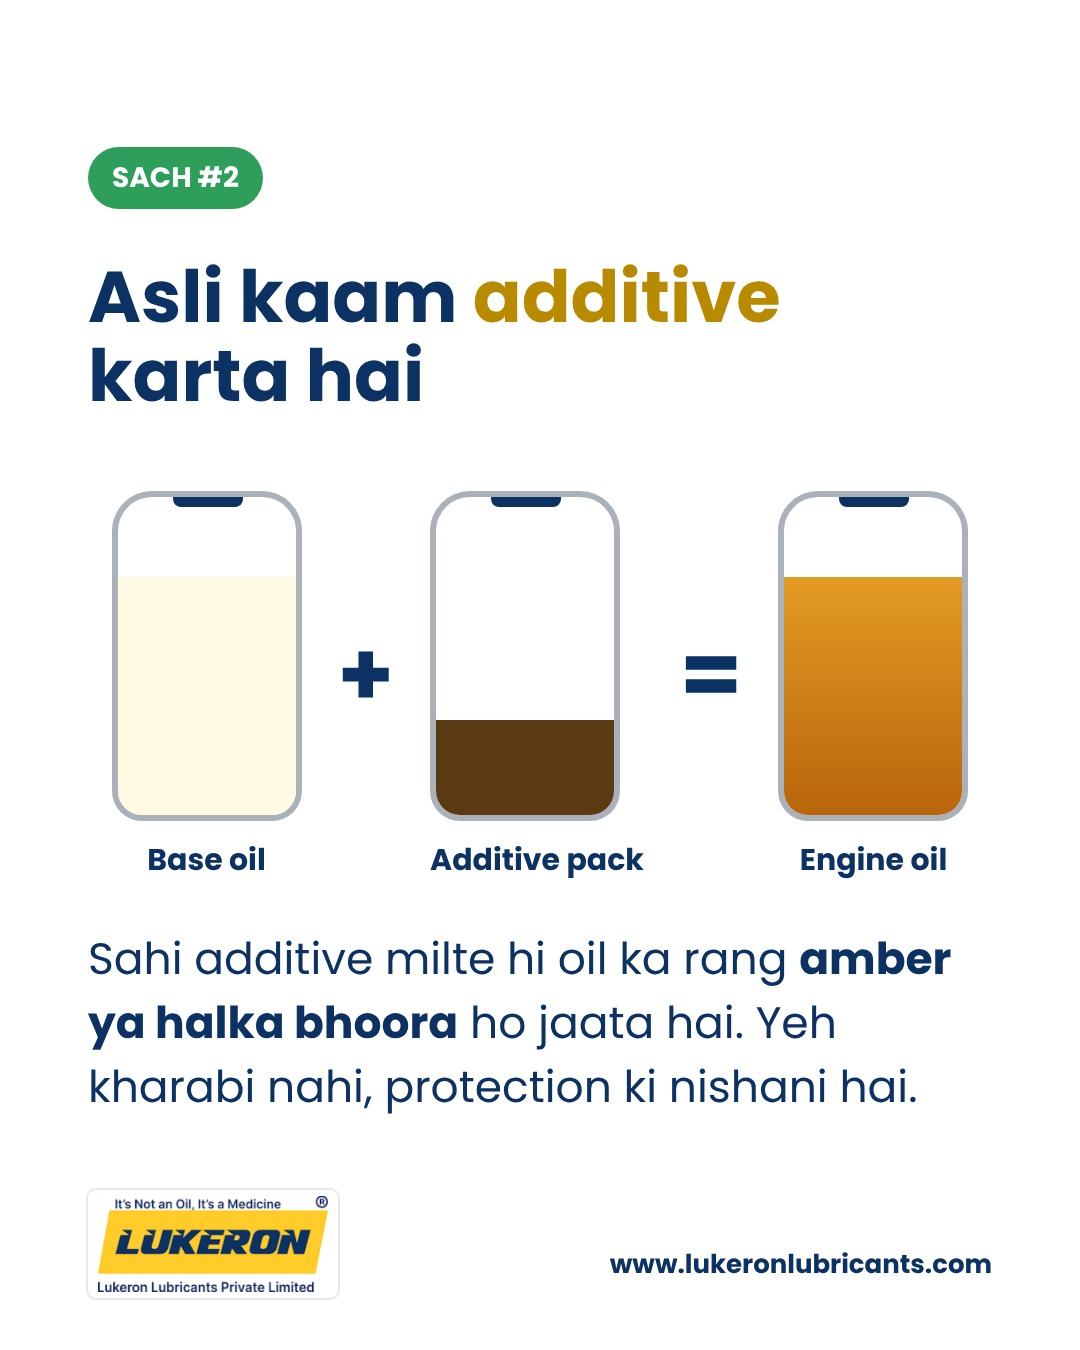 SACH #2
Asli kaam additive
karta hai
+
=
Base oil
Additive pack
Engine oil
Sahi additive milte hi oil ka rang amber
ya halka bhoora ho jaata hai. Yeh
kharabi nahi, protection ki nishani hai.
It's Not an Oil, It's a Medicine ®
LUKERON
Lukeron Lubricants Private Limited
www.lukeronlubricants.com